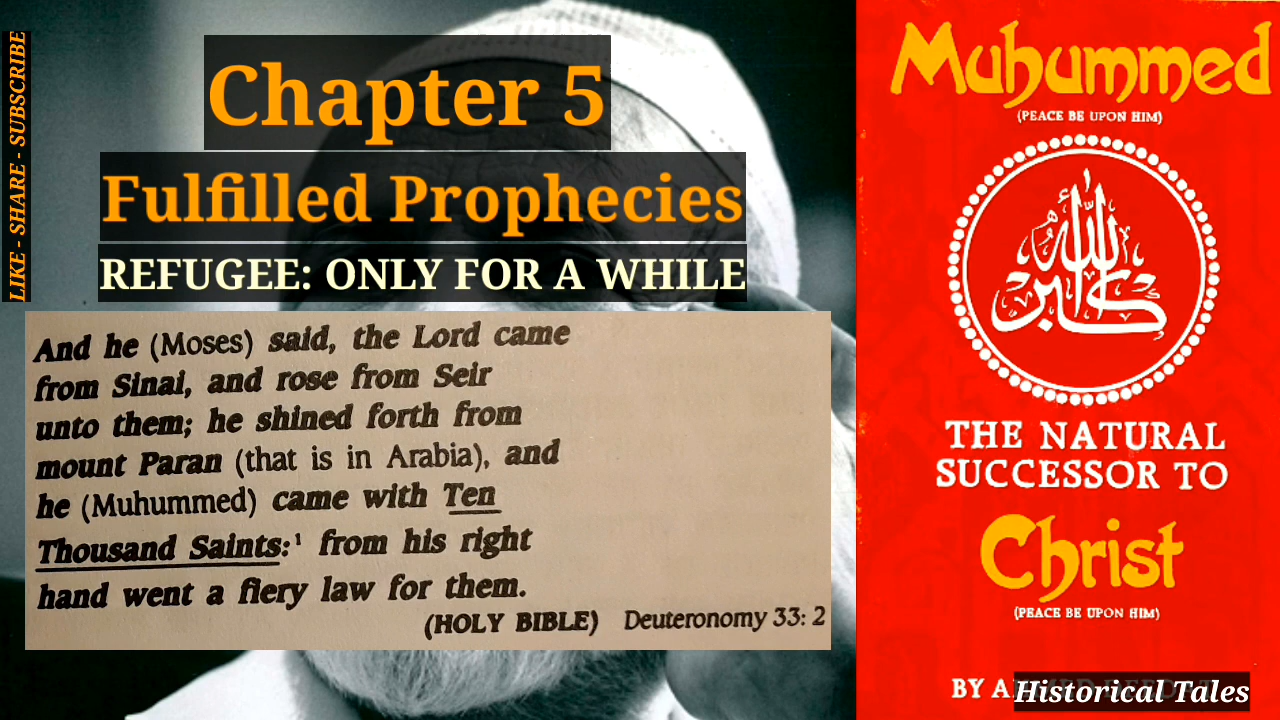 LIKE - SHARE - SUBSCRIBE
Chapter 5
Fulfilled Prophecies
REFUGEE: ONLY FOR A WHILE
And he (Moses) said, the Lord came
from Sinai, and rose from Seir
unto them; he shined forth from
mount Paran (that is in Arabia), and
he (Muhummed) came with Ten
Thousand Saints:¹ from his right
hand went a fiery law for them.
(HOLY BIBLE) Deuteronomy 33: 2
Muhummed
(PEACE BE UPON HIM)
الله اكبر
THE NATURAL
SUCCESSOR TO
Christ
(PEACE BE UPON HIM)
BY
Historical Tales